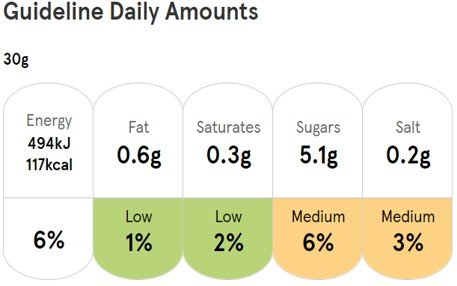 Guideline Daily Amounts
30g
Energy
494kJ
117kcal
6%
Fat
0.6g
Low
1%
Saturates
0.3g
Low
2%
Sugars
5.1g
Medium
6%
Salt
0.2g
Medium
3%